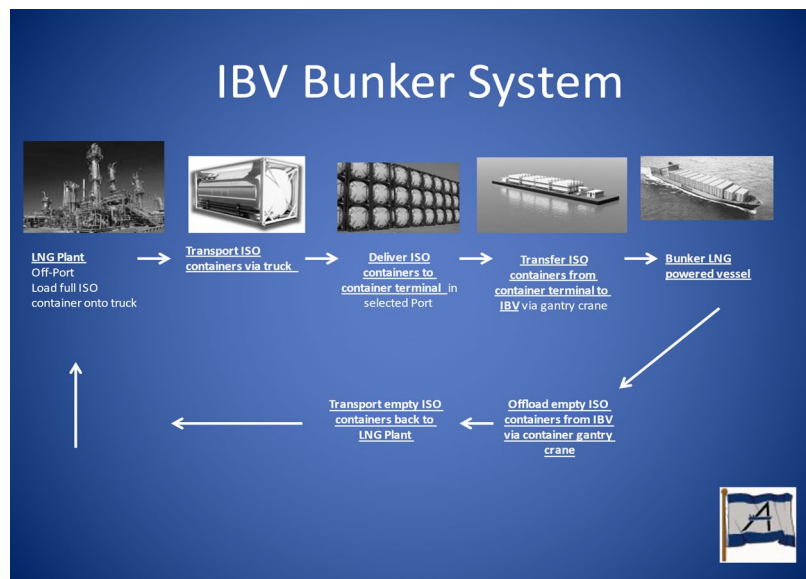 IBV Bunker System
LNG Plant
Off-Port
Load full ISO
container onto truck
Transport ISO
containers via truck
Deliver ISO
containers to
container terminal in
selected Port
Transfer ISO
containers from
container terminal to
IBV via gantry crane
Bunker LNG
powered vessel
Transport empty ISO
containers back to
LNG Plant
Offload empty ISO
containers from IBV
via container gantry
crane
A